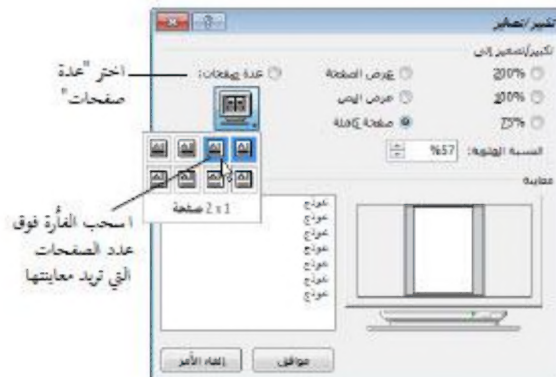 تكبير/تصغير
تكبير/تصغير إلى
200%
عرض الصفحة
عدة صفحات:
100%
عرض النص
75%
صفحة كاملة
النسبة المئوية: 57%
معاينة
1 x 2 صفحة
نموذج
نموذج
نموذج
نموذج
نموذج
نموذج
موافق
إلغاء الأمر
اختر "عدة
صفحات"
اسحب الفأرة فوق
عدد الصفحات
التي تريد معاينتها